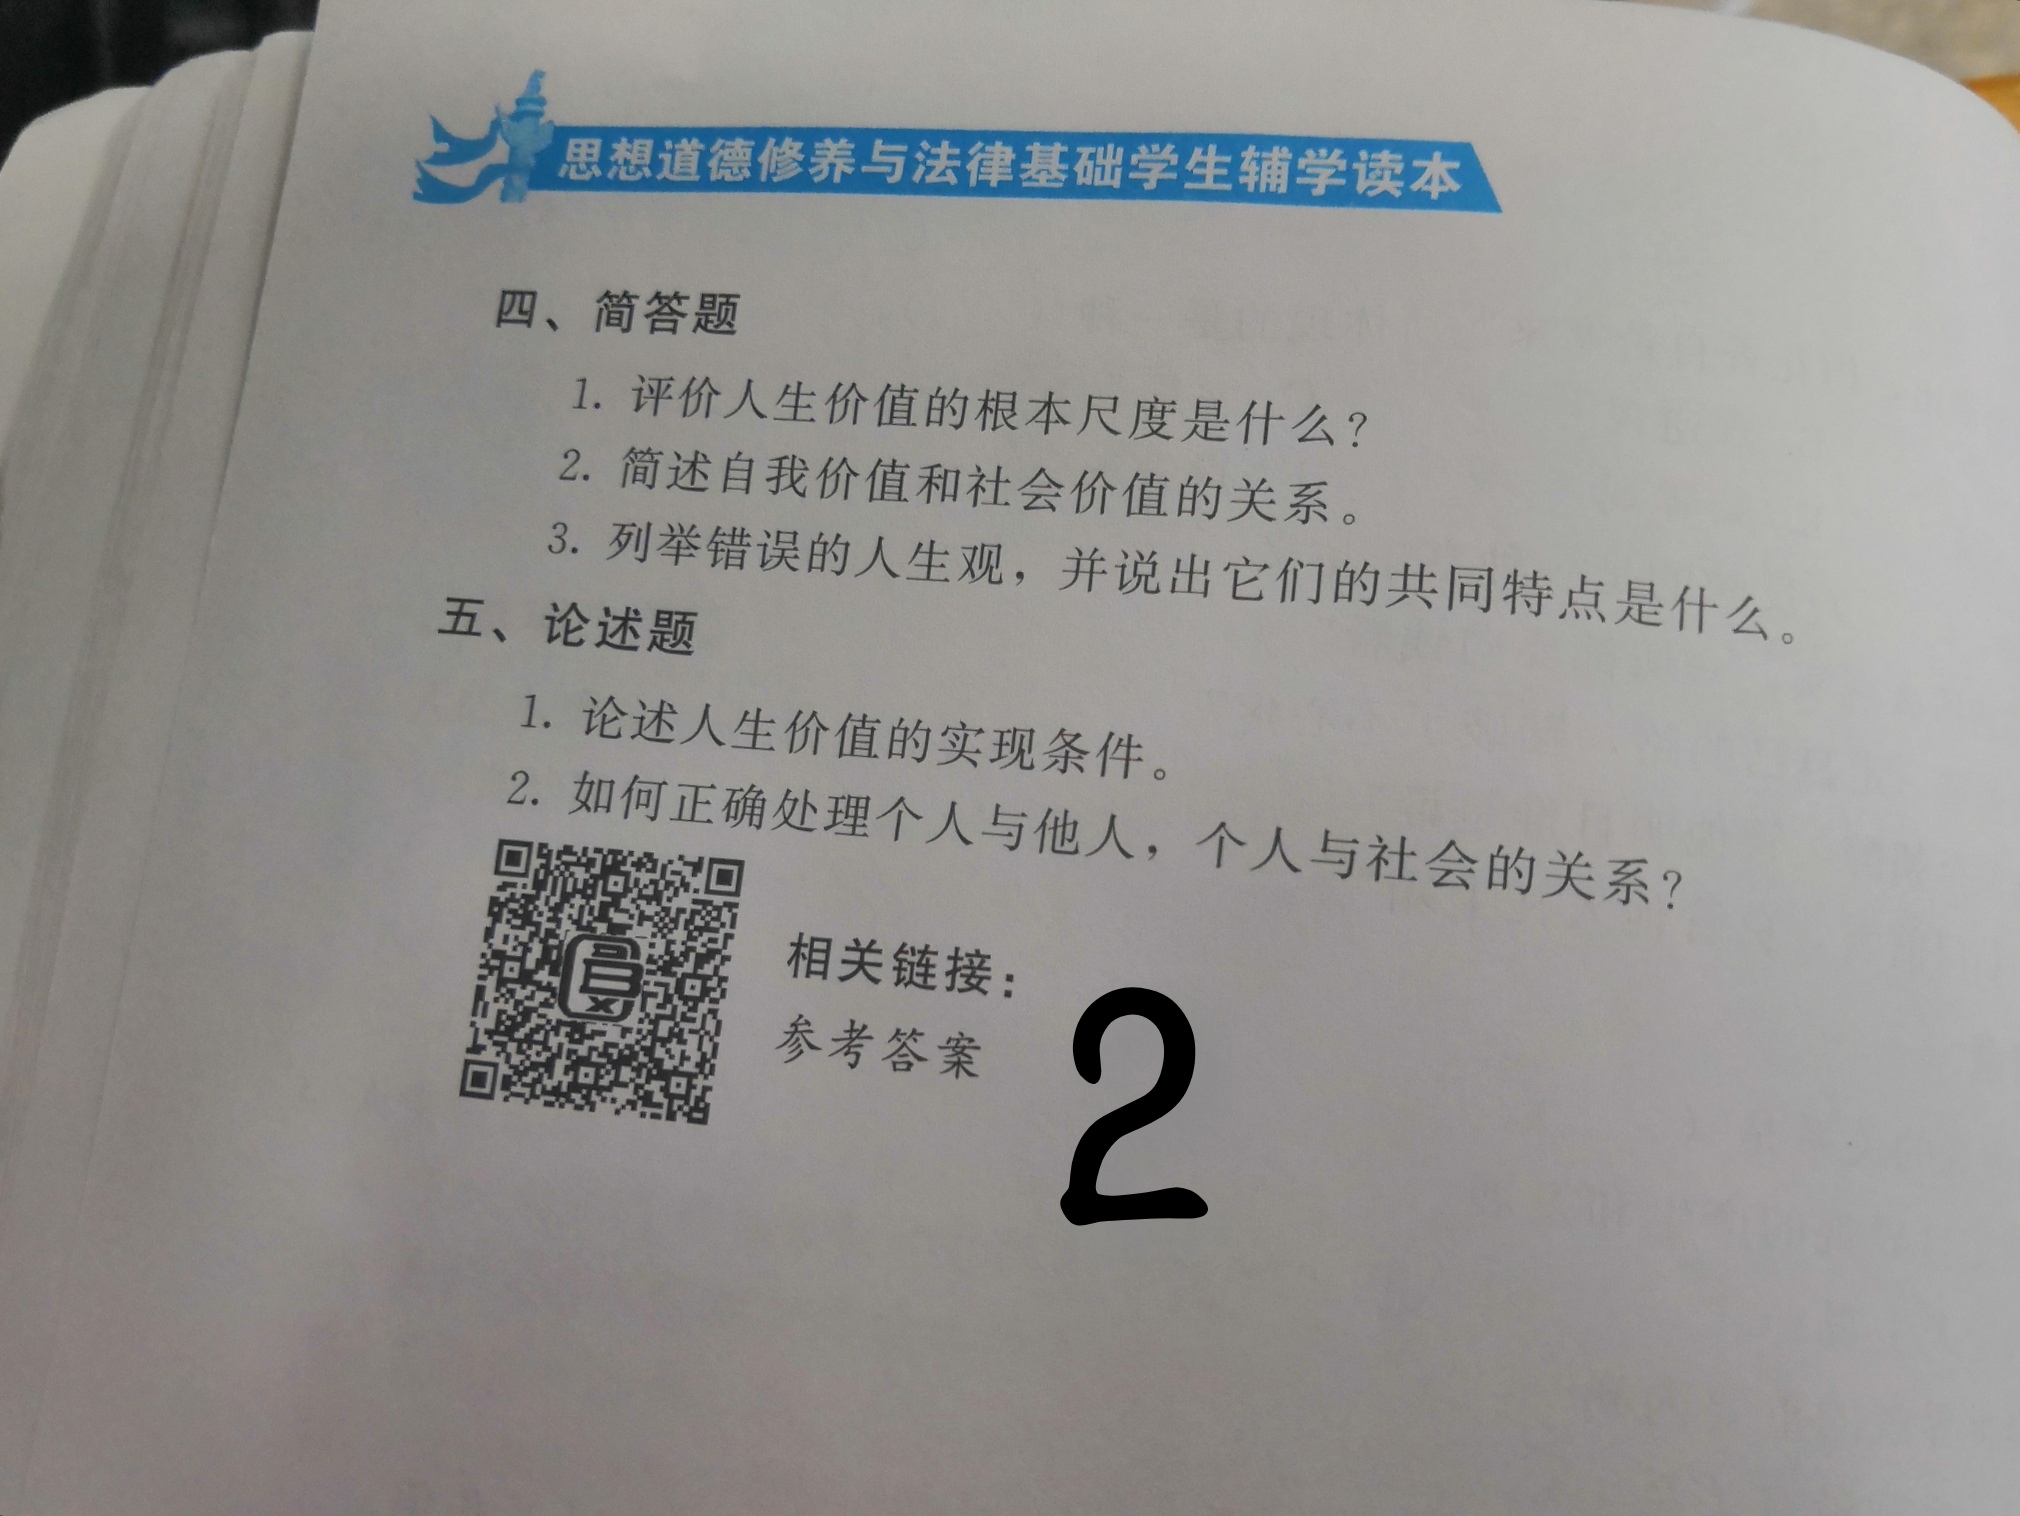 思想道德修养与法律基础学生辅学读本
四、简答题
1. 评价人生价值的根本尺度是什么？
2. 简述自我价值和社会价值的关系。
3. 列举错误的人生观，并说出它们的共同特点是什么。
五、论述题
1. 论述人生价值的实现条件。
2. 如何正确处理个人与他人，个人与社会的关系？
相关链接：
参考答案
2